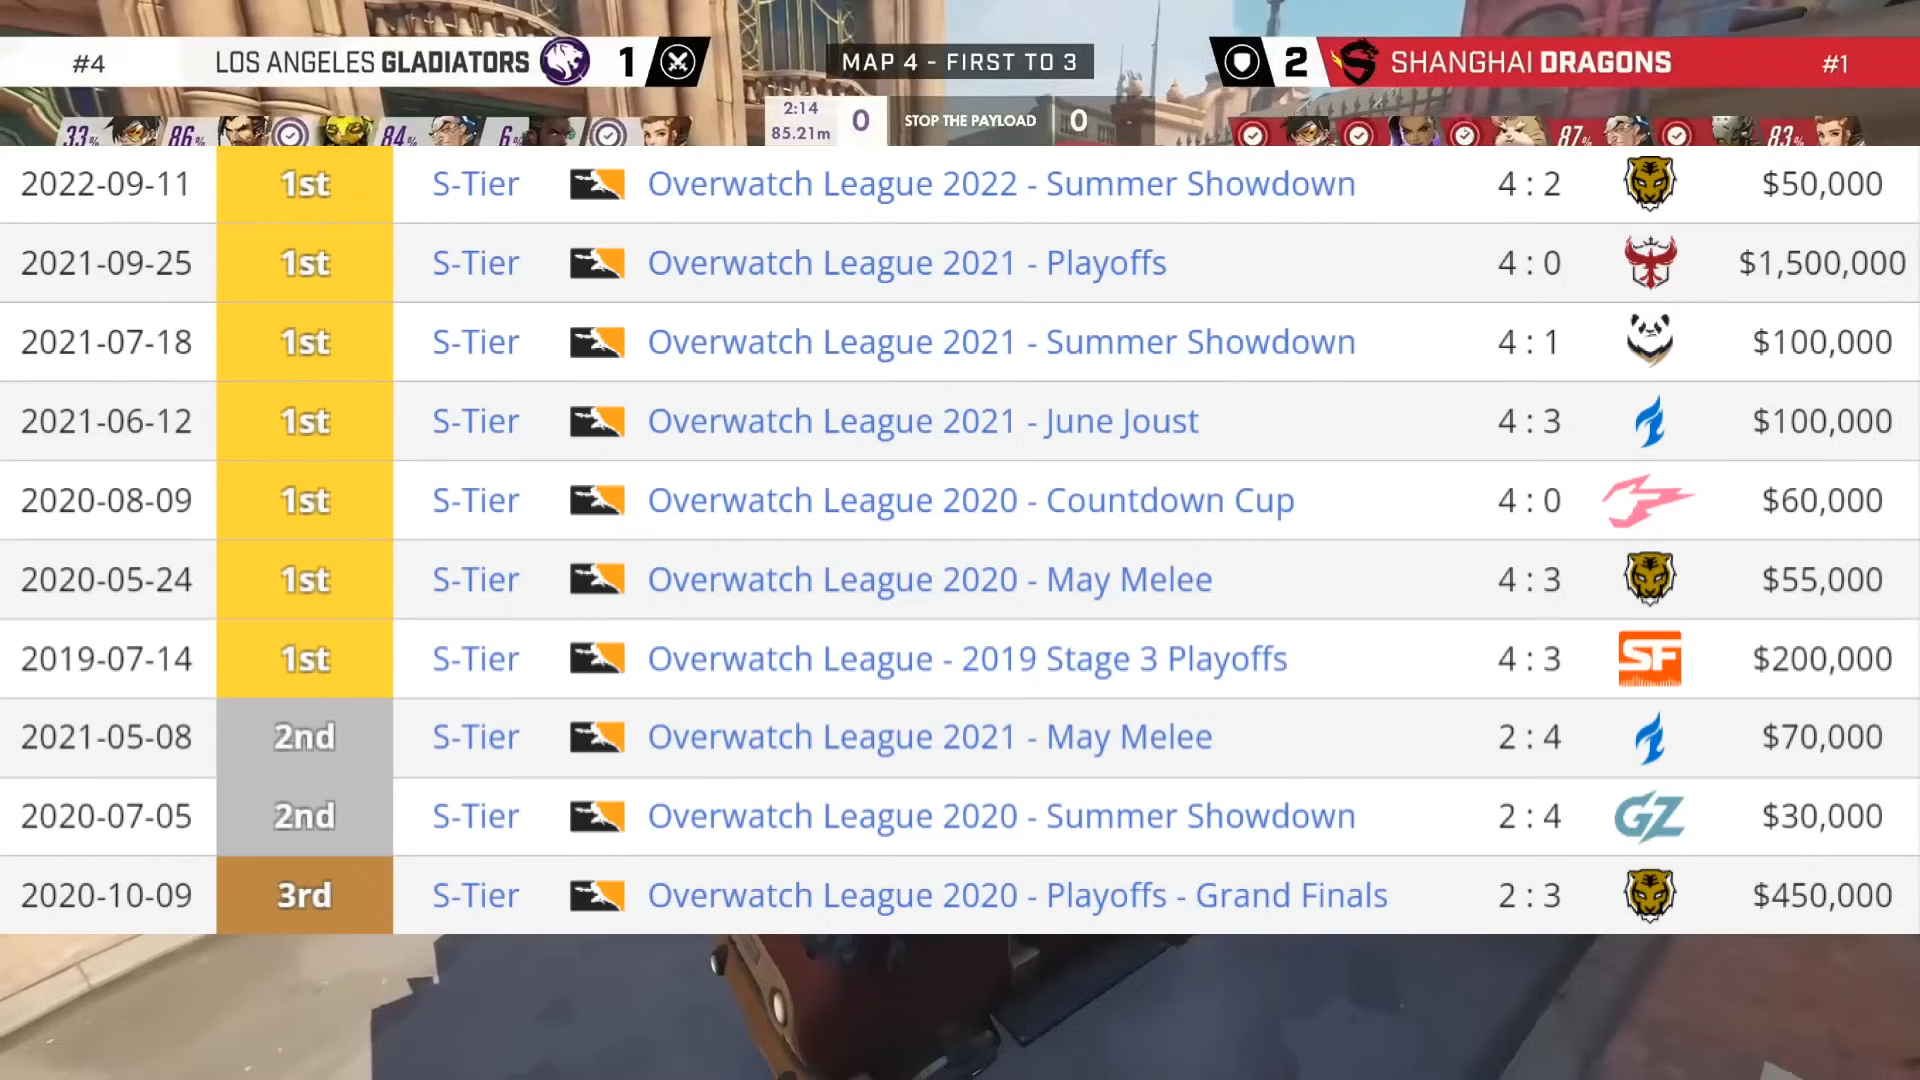 #4 LOS ANGELES GLADIATORS 1 MAP 4 - FIRST TO 3 2 SHANGHAI DRAGONS #1
2:14 85.21m 0 STOP THE PAYLOAD 0
33% 86% 84% 6% 87% 83%
2022-09-11 1st S-Tier Overwatch League 2022 - Summer Showdown 4 : 2 $50,000
2021-09-25 1st S-Tier Overwatch League 2021 - Playoffs 4 : 0 $1,500,000
2021-07-18 1st S-Tier Overwatch League 2021 - Summer Showdown 4 : 1 $100,000
2021-06-12 1st S-Tier Overwatch League 2021 - June Joust 4 : 3 $100,000
2020-08-09 1st S-Tier Overwatch League 2020 - Countdown Cup 4 : 0 $60,000
2020-05-24 1st S-Tier Overwatch League 2020 - May Melee 4 : 3 $55,000
2019-07-14 1st S-Tier Overwatch League - 2019 Stage 3 Playoffs 4 : 3 SF $200,000
2021-05-08 2nd S-Tier Overwatch League 2021 - May Melee 2 : 4 $70,000
2020-07-05 2nd S-Tier Overwatch League 2020 - Summer Showdown 2 : 4 GZ $30,000
2020-10-09 3rd S-Tier Overwatch League 2020 - Playoffs - Grand Finals 2 : 3 $450,000